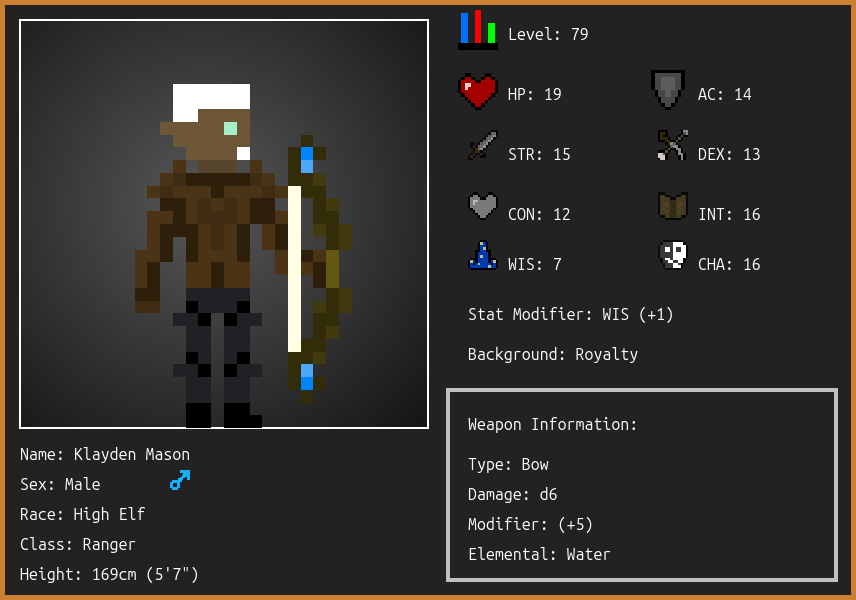 Level: 79
HP: 19
AC: 14
STR: 15
DEX: 13
CON: 12
INT: 16
WIS: 7
CHA: 16
Stat Modifier: WIS (+1)
Background: Royalty
Weapon Information:
Type: Bow
Damage: d6
Modifier: (+5)
Elemental: Water
Name: Klayden Mason
Sex: Male
Race: High Elf
Class: Ranger
Height: 169cm (5'7")